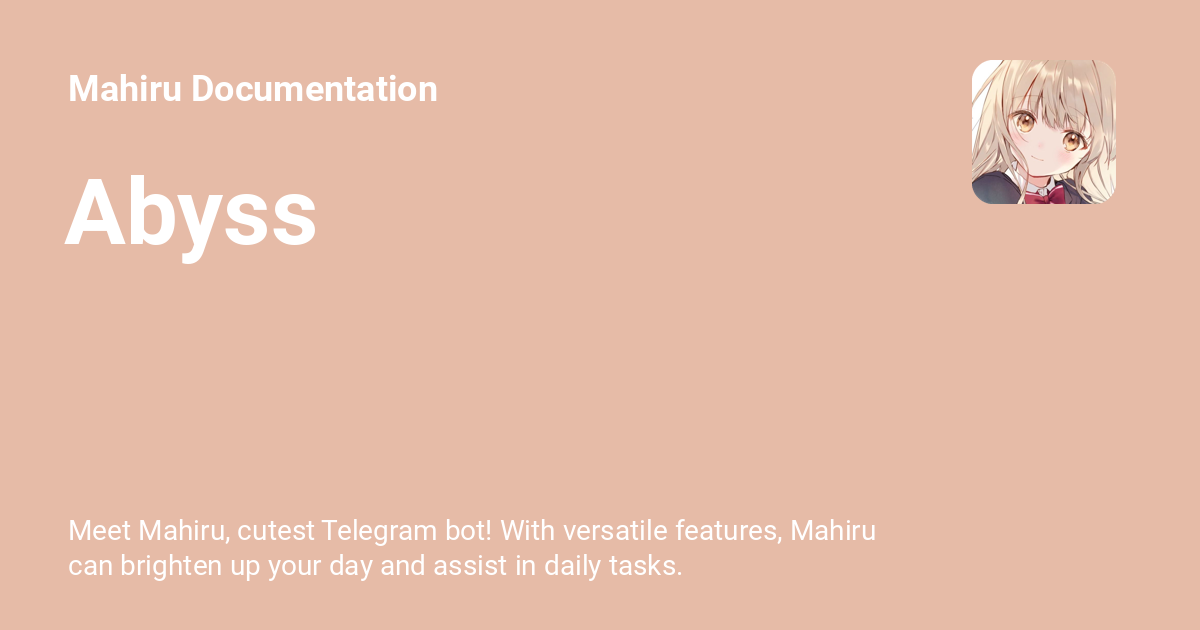 Mahiru Documentation
Abyss
Meet Mahiru, cutest Telegram bot! With versatile features, Mahiru
can brighten up your day and assist in daily tasks.